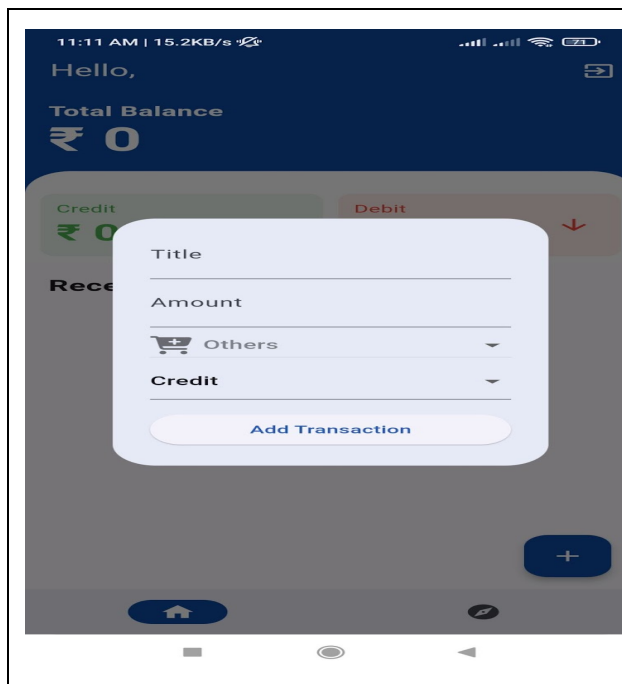 11:11 AM | 15.2KB/s
71
Hello,
Total Balance
₹ 0
Credit
Debit
₹ 0
Title
Rece
Amount
Others
Credit
Add Transaction